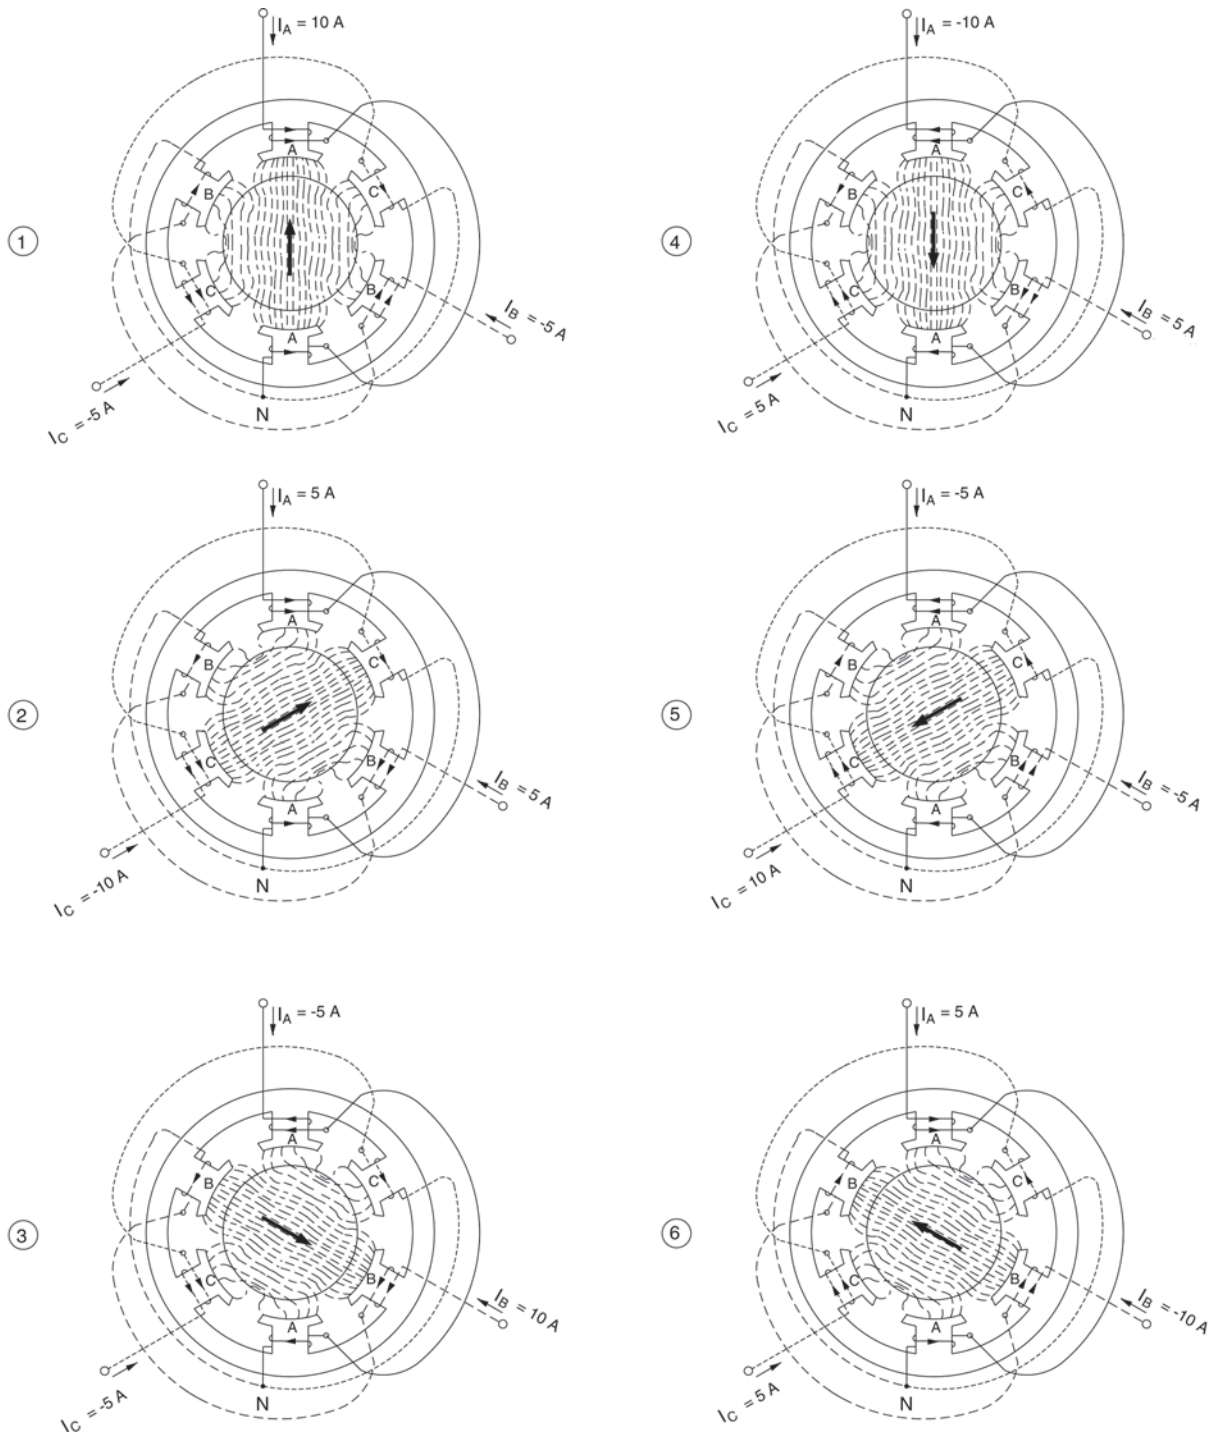 I_A = 10 A
A
B
C
1
C
B
A
I_B = -5 A
I_C = -5 A
N
I_A = -10 A
A
B
C
4
C
B
A
I_B = 5 A
I_C = 5 A
N
I_A = 5 A
A
B
C
2
C
B
A
I_B = 5 A
I_C = -10 A
N
I_A = -5 A
A
B
C
5
C
B
A
I_B = -5 A
I_C = 10 A
N
I_A = -5 A
A
B
C
3
C
B
A
I_B = 10 A
I_C = -5 A
N
I_A = 5 A
A
B
C
6
C
B
A
I_B = -10 A
I_C = 5 A
N